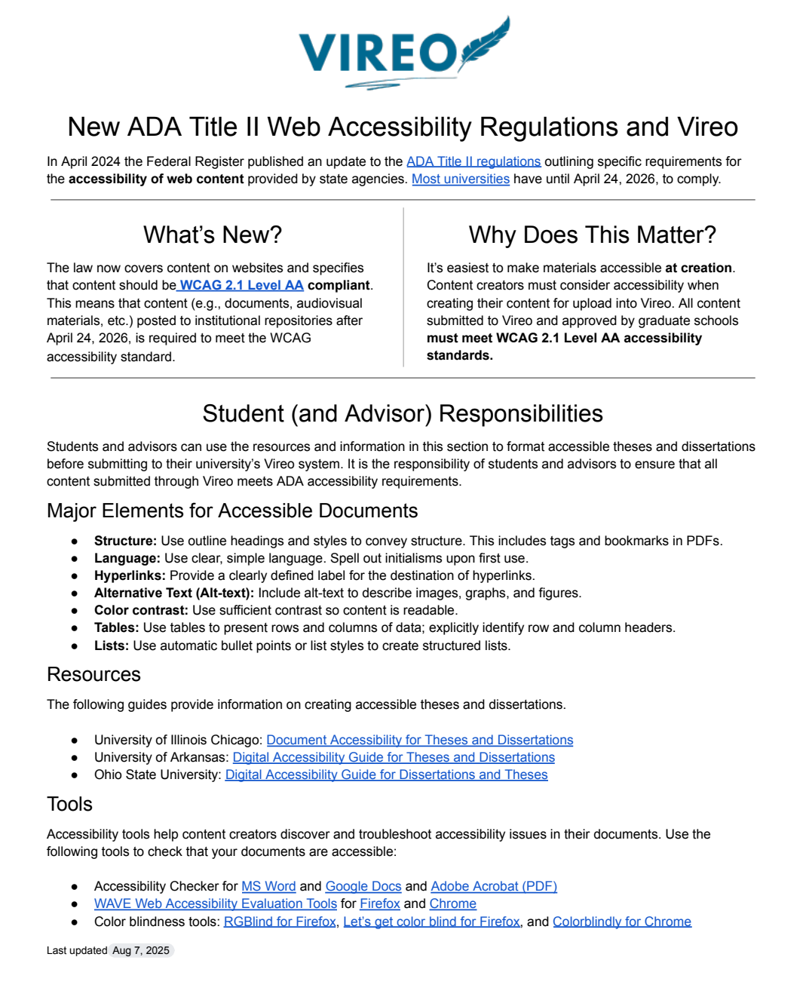 VIREO
New ADA Title II Web Accessibility Regulations and Vireo
In April 2024 the Federal Register published an update to the ADA Title II regulations outlining specific requirements for
the accessibility of web content provided by state agencies. Most universities have until April 24, 2026, to comply.
What's New?
The law now covers content on websites and specifies
that content should be WCAG 2.1 Level AA compliant.
This means that content (e.g., documents, audiovisual
materials, etc.) posted to institutional repositories after
April 24, 2026, is required to meet the WCAG
accessibility standard.
Why Does This Matter?
It's easiest to make materials accessible at creation.
Content creators must consider accessibility when
creating their content for upload into Vireo. All content
submitted to Vireo and approved by graduate schools
must meet WCAG 2.1 Level AA accessibility
standards.
Student (and Advisor) Responsibilities
Students and advisors can use the resources and information in this section to format accessible theses and dissertations
before submitting to their university's Vireo system. It is the responsibility of students and advisors to ensure that all
content submitted through Vireo meets ADA accessibility requirements.
Major Elements for Accessible Documents
● Structure: Use outline headings and styles to convey structure. This includes tags and bookmarks in PDFs.
● Language: Use clear, simple language. Spell out initialisms upon first use.
● Hyperlinks: Provide a clearly defined label for the destination of hyperlinks.
● Alternative Text (Alt-text): Include alt-text to describe images, graphs, and figures.
● Color contrast: Use sufficient contrast so content is readable.
● Tables: Use tables to present rows and columns of data; explicitly identify row and column headers.
● Lists: Use automatic bullet points or list styles to create structured lists.
Resources
The following guides provide information on creating accessible theses and dissertations.
● University of Illinois Chicago: Document Accessibility for Theses and Dissertations
● University of Arkansas: Digital Accessibility Guide for Theses and Dissertations
● Ohio State University: Digital Accessibility Guide for Dissertations and Theses
Tools
Accessibility tools help content creators discover and troubleshoot accessibility issues in their documents. Use the
following tools to check that your documents are accessible:
● Accessibility Checker for MS Word and Google Docs and Adobe Acrobat (PDF)
● WAVE Web Accessibility Evaluation Tools for Firefox and Chrome
● Color blindness tools: RGBlind for Firefox, Let's get color blind for Firefox, and Colorblindly for Chrome
Last updated Aug 7, 2025